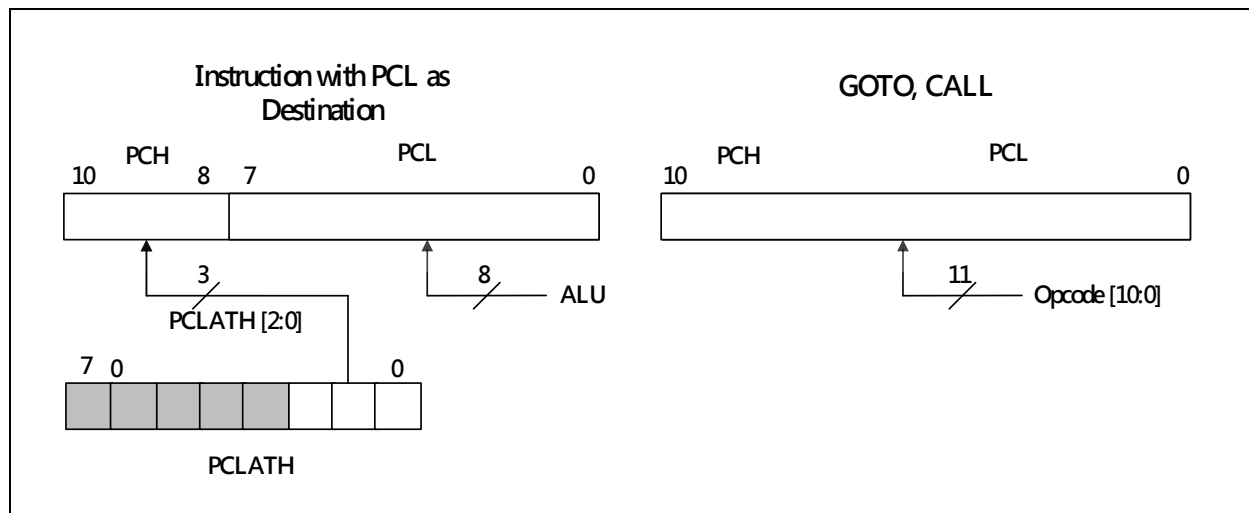 Instruction with PCL as
Destination
PCH PCL
10 8 7 0
3
8
ALU
PCLATH [2:0]
7 0 0
PCLATH
GOTO, CALL
PCH PCL
10 0
11
Opcode [10:0]